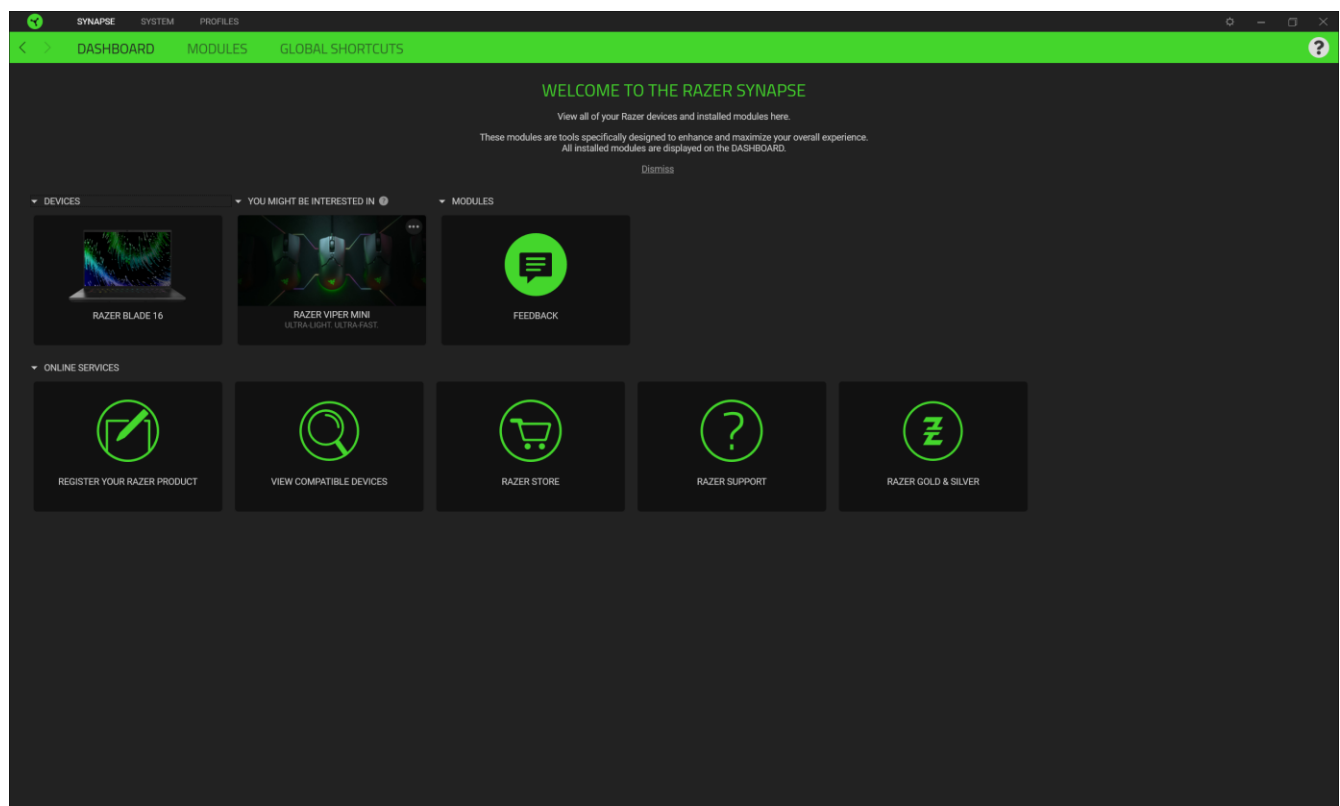 SYNAPSE SYSTEM PROFILES
DASHBOARD MODULES GLOBAL SHORTCUTS ?
WELCOME TO THE RAZER SYNAPSE
View all of your Razer devices and installed modules here.
These modules are tools specifically designed to enhance and maximize your overall experience.
All installed modules are displayed on the DASHBOARD.
Dismiss
DEVICES YOU MIGHT BE INTERESTED IN ? MODULES
RAZER BLADE 16 RAZER VIPER MINI FEEDBACK
ULTRA-LIGHT. ULTRA-FAST.
ONLINE SERVICES
REGISTER YOUR RAZER PRODUCT VIEW COMPATIBLE DEVICES RAZER STORE RAZER SUPPORT RAZER GOLD & SILVER